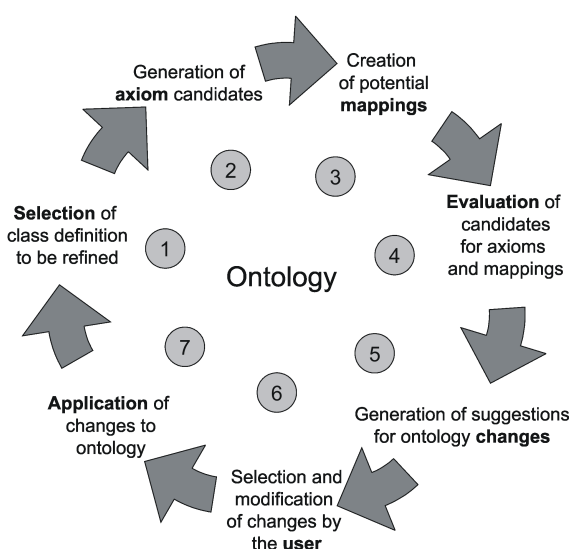 Generation of
axiom candidates
Creation
of potential
mappings
2
3
Selection of
class definition
to be refined
1
Evaluation of
candidates
for axioms
and mappings
4
Ontology
7
5
6
Application of
changes to
ontology
Generation of suggestions
for ontology changes
Selection and
modification
of changes by
the user